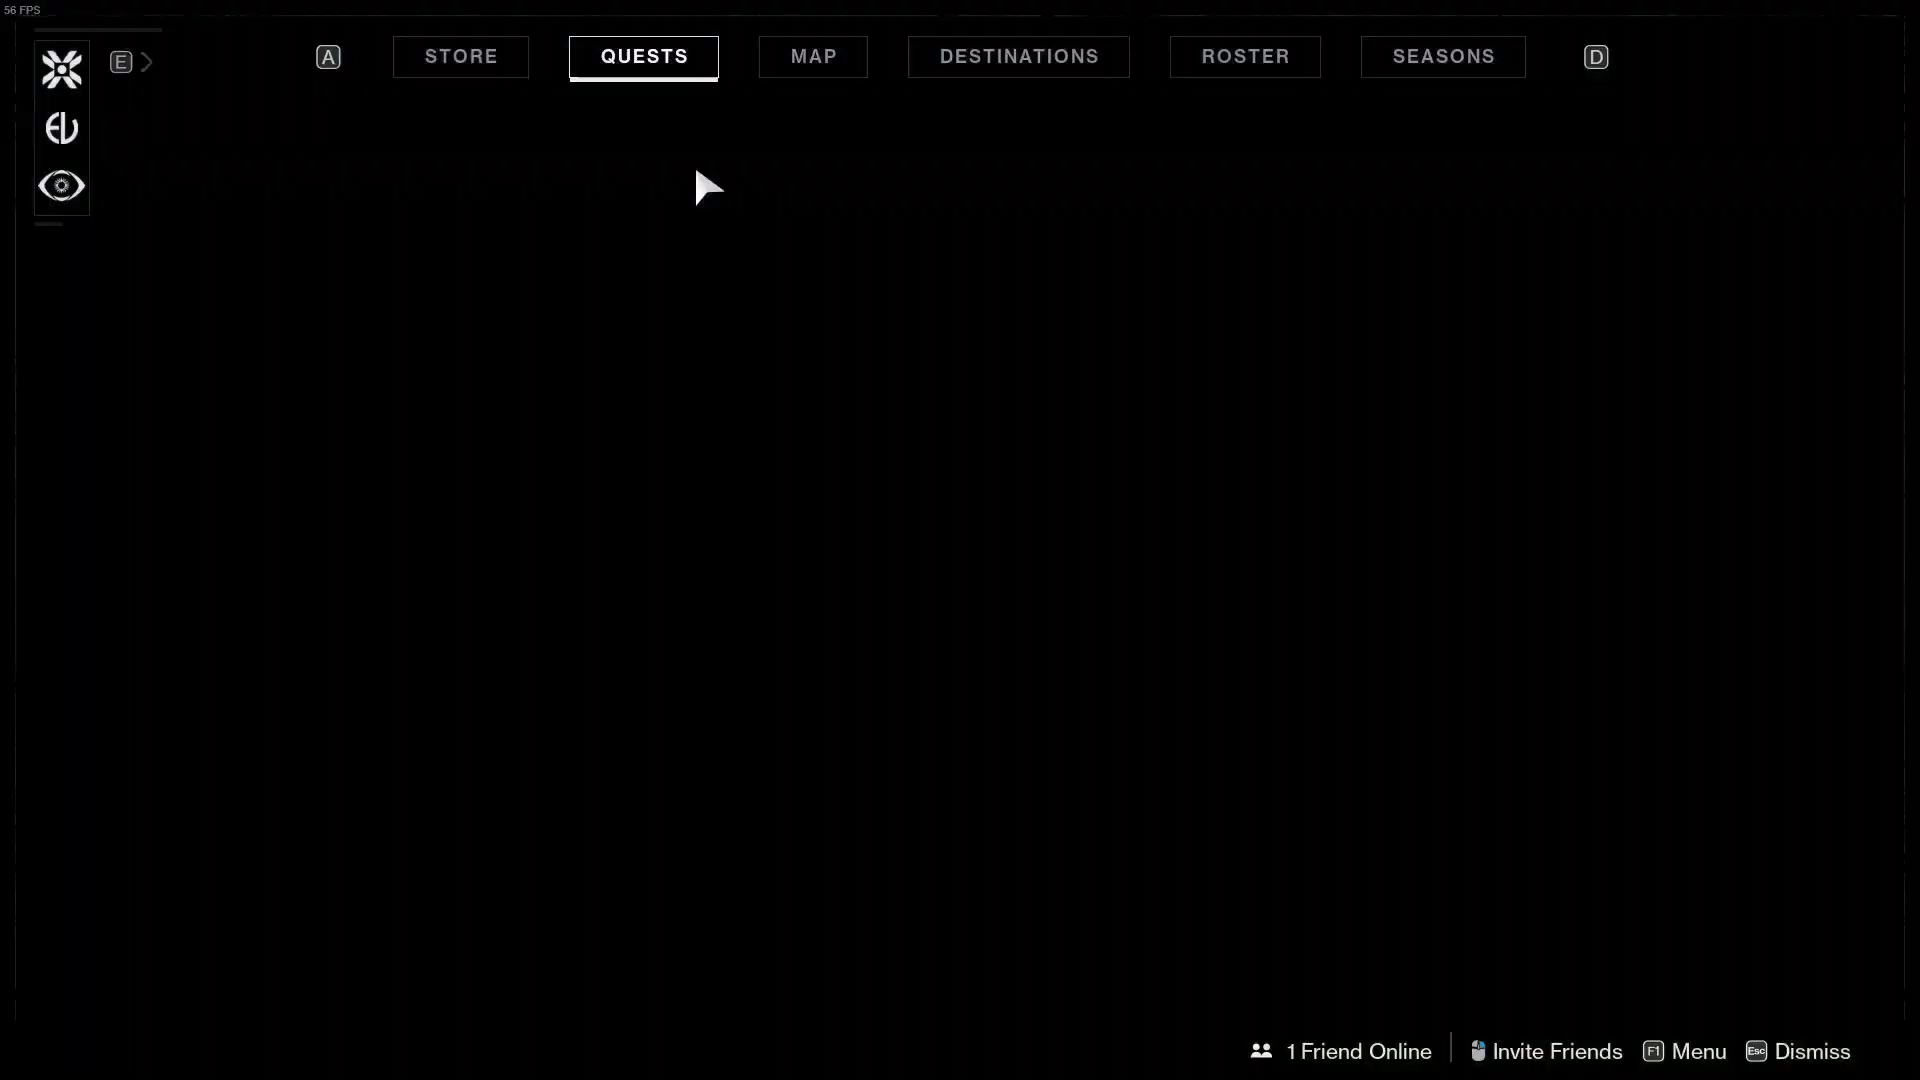 56 FPS
E
A
STORE
QUESTS
MAP
DESTINATIONS
ROSTER
SEASONS
D
1 Friend Online
Invite Friends
F1 Menu
Esc Dismiss